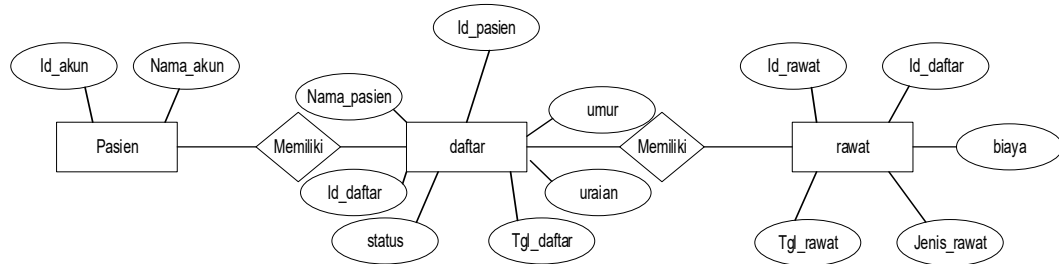 Id_pasien
Id_akun
Nama_akun
Id_rawat
Id_daftar
Nama_pasien
umur
Pasien
Memiliki
daftar
Memiliki
rawat
biaya
Id_daftar
uraian
status
Tgl_daftar
Tgl_rawat
Jenis_rawat